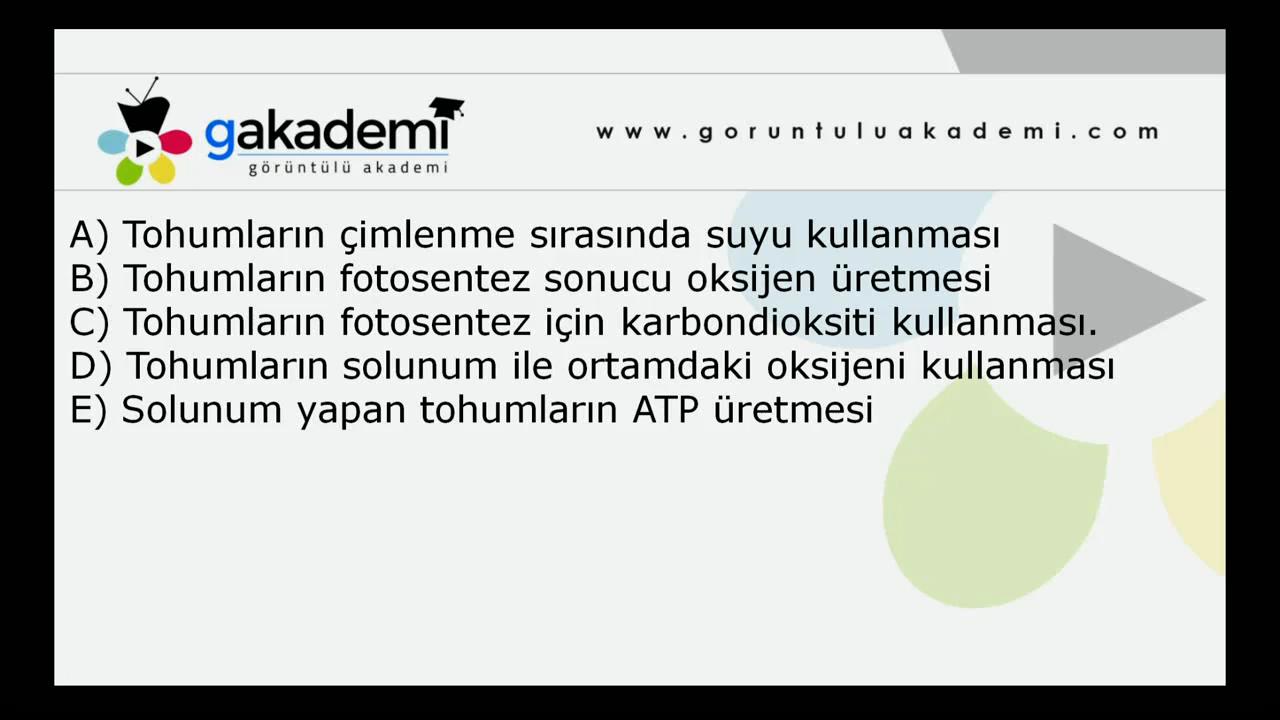 gakademi
görüntülü akademi
www.goruntuluakademi.com
A) Tohumların çimlenme sırasında suyu kullanması
B) Tohumların fotosentez sonucu oksijen üretmesi
C) Tohumların fotosentez için karbondioksiti kullanması.
D) Tohumların solunum ile ortamdaki oksijeni kullanması
E) Solunum yapan tohumların ATP üretmesi